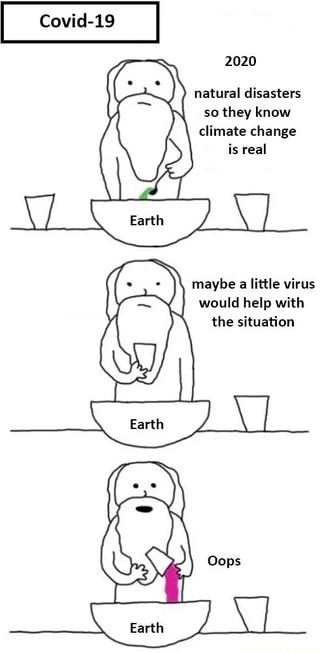 Covid-19
2020
natural disasters
so they know
climate change
is real
Earth
maybe a little virus
would help with
the situation
Earth
Oops
Earth